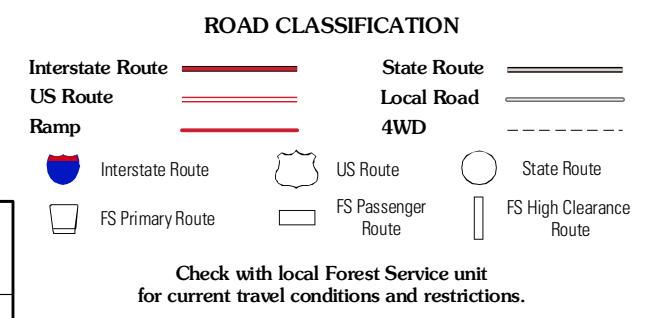 ROAD CLASSIFICATION
Interstate Route
State Route
US Route
Local Road
Ramp
4WD
Interstate Route
US Route
State Route
FS Primary Route
FS Passenger
Route
FS High Clearance
Route
Check with local Forest Service unit
for current travel conditions and restrictions.